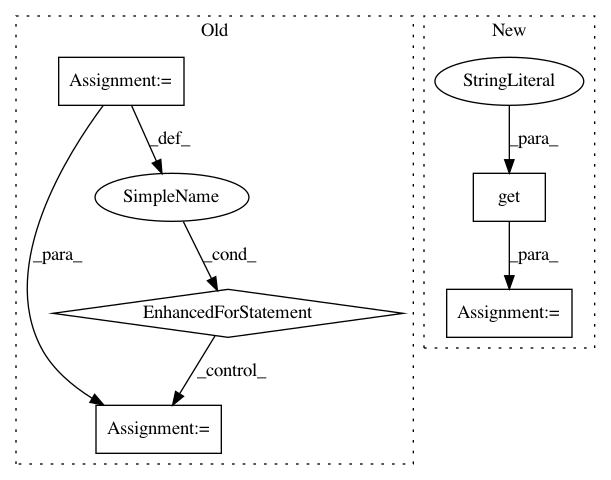 Old
New
Assignment:=
StringLiteral
_def_
_para_
SimpleName
get
_para_
_cond_
_para_
EnhancedForStatement
Assignment:=
_control_
Assignment:=